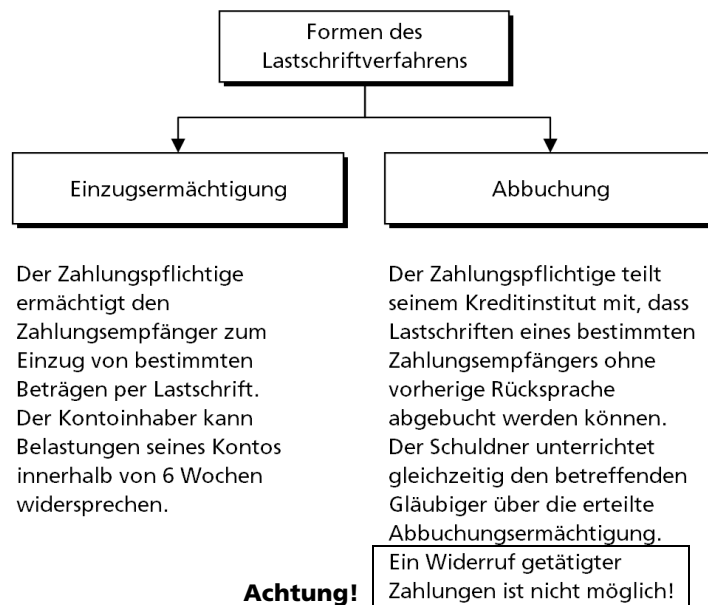 Formen des
Lastschriftverfahrens
Einzugsermächtigung
Abbuchung
Der Zahlungspflichtige
ermächtigt den
Zahlungsempfänger zum
Einzug von bestimmten
Beträgen per Lastschrift.
Der Kontoinhaber kann
Belastungen seines Kontos
innerhalb von 6 Wochen
widersprechen.
Der Zahlungspflichtige teilt
seinem Kreditinstitut mit, dass
Lastschriften eines bestimmten
Zahlungsempfängers ohne
vorherige Rücksprache
abgebucht werden können.
Der Schuldner unterrichtet
gleichzeitig den betreffenden
Gläubiger über die erteilte
Abbuchungsermächtigung.
Achtung!
Ein Widerruf getätigter
Zahlungen ist nicht möglich!